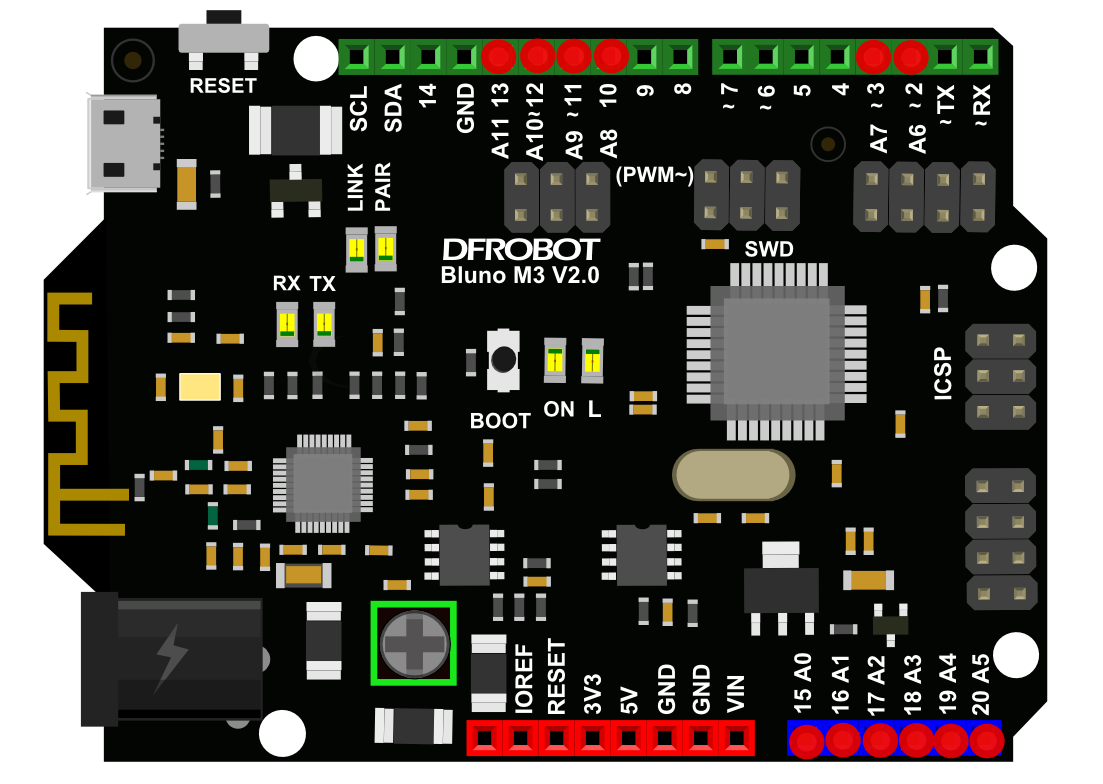 RESET
SCL
SDA
14
GND
A11 13
A10~12
A9 ~11
A8 10
9
8
~7
~6
5
4
A7 ~3
A6 ~2
~TX
~RX
LINK
PAIR
(PWM~)
DFROBOT
Bluno M3 V2.0
SWD
RX TX
ICSP
BOOT
ON L
IOREF
RESET
3V3
5V
GND
GND
VIN
15 A0
16 A1
17 A2
18 A3
19 A4
20 A5